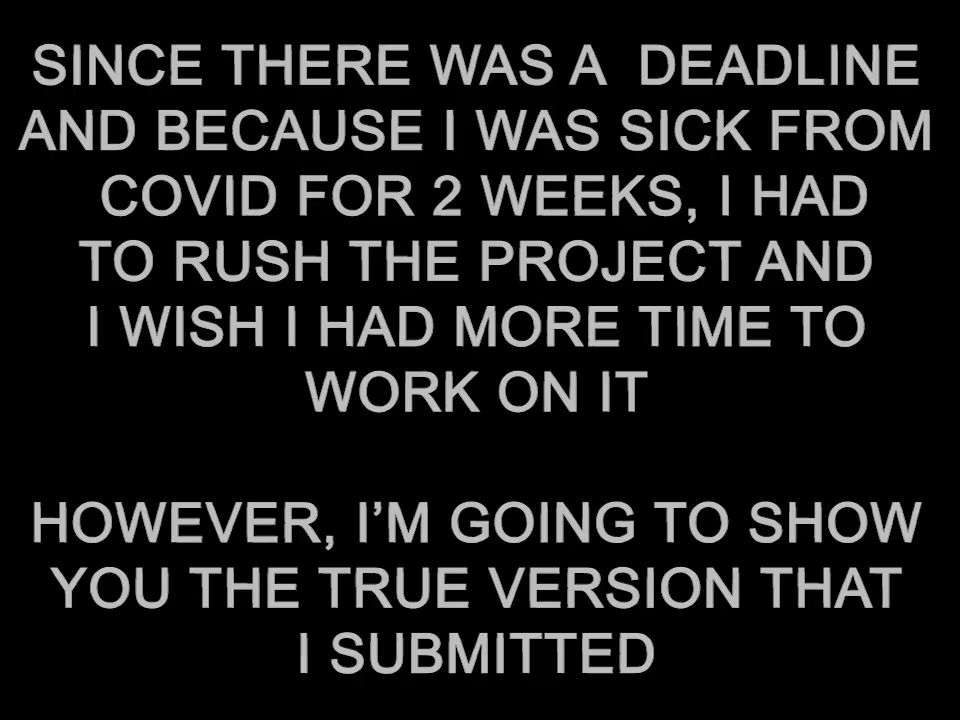 SINCE THERE WAS A  DEADLINE
AND BECAUSE I WAS SICK FROM
COVID FOR 2 WEEKS, I HAD
TO RUSH THE PROJECT AND
I WISH I HAD MORE TIME TO
WORK ON IT
HOWEVER, I’M GOING TO SHOW
YOU THE TRUE VERSION THAT
I SUBMITTED